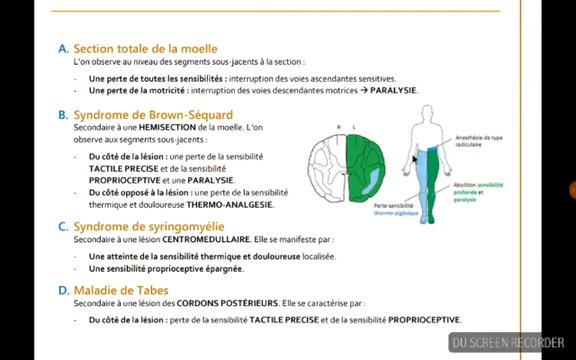 A. Section totale de la moelle
L'on observe au niveau des segments sous-jacents à la section :
- Une perte de toutes les sensibilités : interruption des voies ascendantes sensitives.
- Une perte de la motricité : interruption des voies descendantes motrices → PARALYSIE.
B. Syndrome de Brown-Séquard
Secondaire à une HEMISECTION de la moelle. L'on
observe aux segments sous-jacents :
- Du côté de la lésion : une perte de la sensibilité
TACTILE PRECISE et de la sensibilité
PROPRIOCEPTIVE et une PARALYSIE.
- Du côté opposé à la lésion : une perte de la sensibilité
thermique et douloureuse THERMO-ANALGESIE.
R L
Anesthésie de type
radiculaire
Abolition sensibilité
profonde et
paralysie
Perte sensibilité
thermo-algésique
C. Syndrome de syringomyélie
Secondaire à une lésion CENTROMEDULLAIRE. Elle se manifeste par :
- Une atteinte de la sensibilité thermique et douloureuse localisée.
- Une sensibilité proprioceptive épargnée.
D. Maladie de Tabes
Secondaire à une lésion des CORDONS POSTÉRIEURS. Elle se caractérise par :
- Du côté de la lésion : perte de la sensibilité TACTILE PRECISE et de la sensibilité PROPRIOCEPTIVE.
DU SCREEN RECORDER